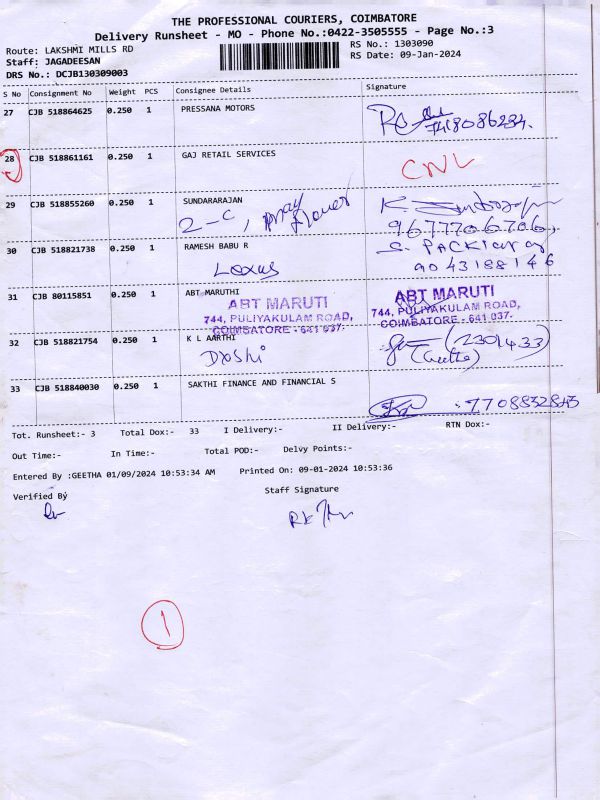 THE PROFESSIONAL COURIERS, COIMBATORE
Delivery Runsheet - MO - Phone No.:0422-3505555 - Page No.:3
Route: LAKSHMI MILLS RD
RS No.: 1303090
Staff: JAGADEESAN
RS Date: 09-Jan-2024
DRS No.: DCJB130309003
S No Consignment No Weight PCS Consignee Details Signature
27 CJB 518864625 0.250 1 PRESSANA MOTORS
7418086234.
28 CJB 518861161 0.250 1 GAJ RETAIL SERVICES
CNL
29 CJB 518855260 0.250 1 SUNDARARAJAN
2-C,
9677706706,
30 CJB 518821738 0.250 1 RAMESH BABU R
S. PACKiaraj
Lexus
9043188146
31 CJB 80115851 0.250 1 ABT MARUTHI
ABT MARUTI ABT MARUTI
744, PULIYAKULAM ROAD, 744, PULIYAKULAM ROAD,
COIMBATORE - 641 037. COIMBATORE - 641 037.
32 CJB 518821754 0.250 1 K L AARTHI
(2301433)
33 CJB 518840030 0.250 1 SAKTHI FINANCE AND FINANCIAL S
Tot. Runsheet:- 3 Total Dox:- 33 I Delivery:- II Delivery:- RTN Dox:-
Out Time:- In Time:- Total POD:- Delvy Points:-
Entered By :GEETHA 01/09/2024 10:53:34 AM Printed On: 09-01-2024 10:53:36
Verified By Staff Signature
1